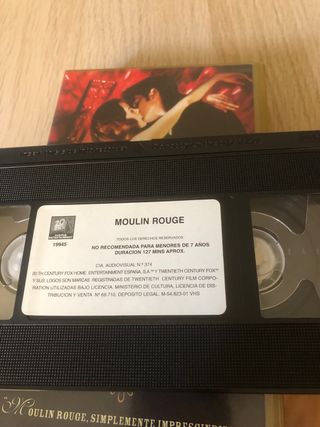 MOULIN ROUGE
TODOS LOS DERECHOS RESERVADOS
19945
NO RECOMENDADA PARA MENORES DE 7 AÑOS
DURACION 127 MINS APROX.
CIA. AUDIOVISUAL N.º 374
20 TH CENTURY FOX HOME ENTERTAINMENT ESPAÑA, S.A.™ Y TWENTIETH CENTURY FOX™
Y SUS LOGOS SON MARCAS REGISTRADAS DE TWENTIETH CENTURY FILM CORPO-
RATION UTILIZADAS BAJO LICENCIA. MINISTERIO DE CULTURA, LICENCIA DE DIS-
TRIBUCION Y VENTA Nº 69.710, DEPOSITO LEGAL. M-54.823-01 VHS
MOULIN ROUGE, SIMPLEMENTE IMPRESCINDIB